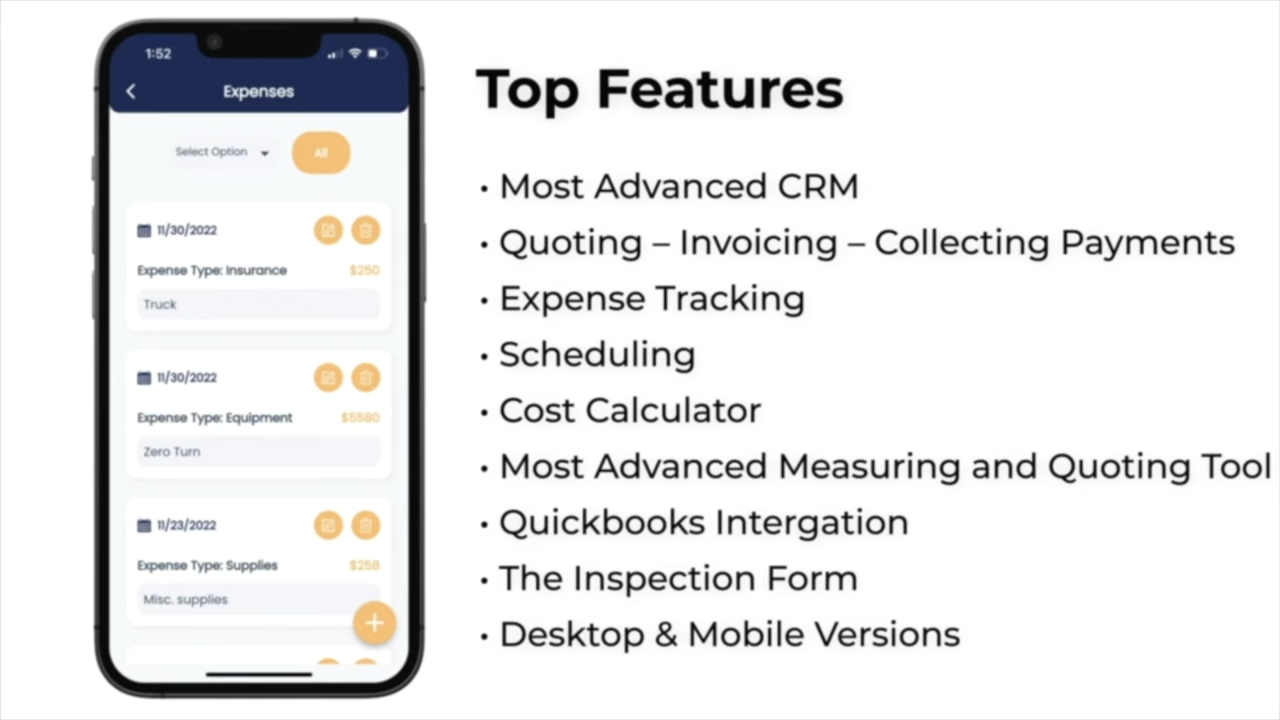 1:52
Expenses
Select Option
All
11/30/2022
Expense Type: Insurance $250
Truck
11/30/2022
Expense Type: Equipment $5580
Zero Turn
11/23/2022
Expense Type: Supplies $258
Misc. supplies
Top Features
• Most Advanced CRM
• Quoting – Invoicing – Collecting Payments
• Expense Tracking
• Scheduling
• Cost Calculator
• Most Advanced Measuring and Quoting Tool
• Quickbooks Intergation
• The Inspection Form
• Desktop & Mobile Versions